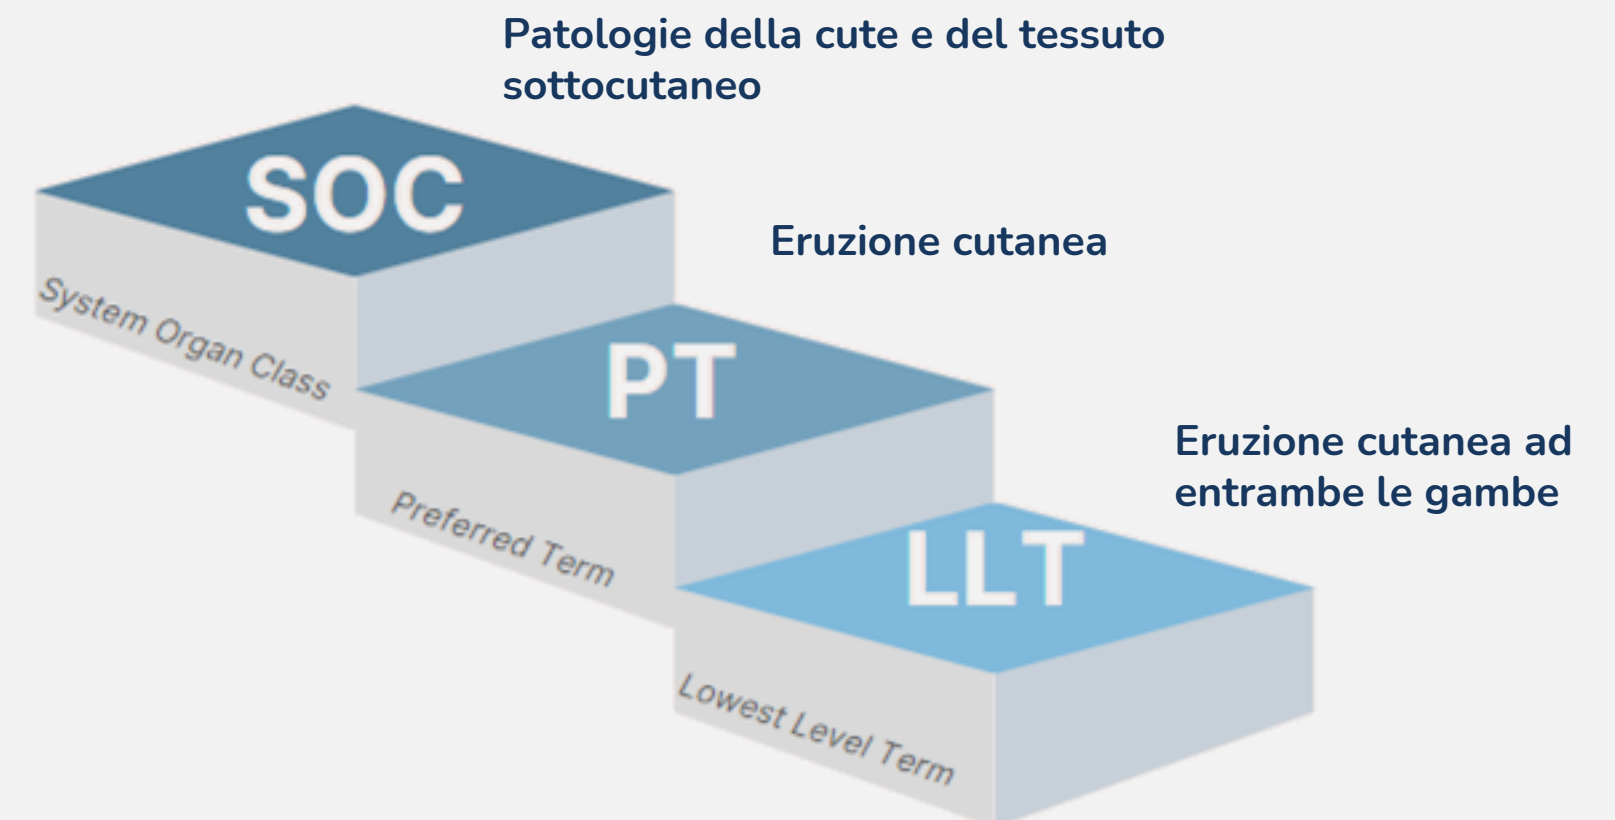 Patologie della cute e del tessuto
sottocutaneo
SOC
System Organ Class
Eruzione cutanea
PT
Preferred Term
Eruzione cutanea ad
entrambe le gambe
LLT
Lowest Level Term